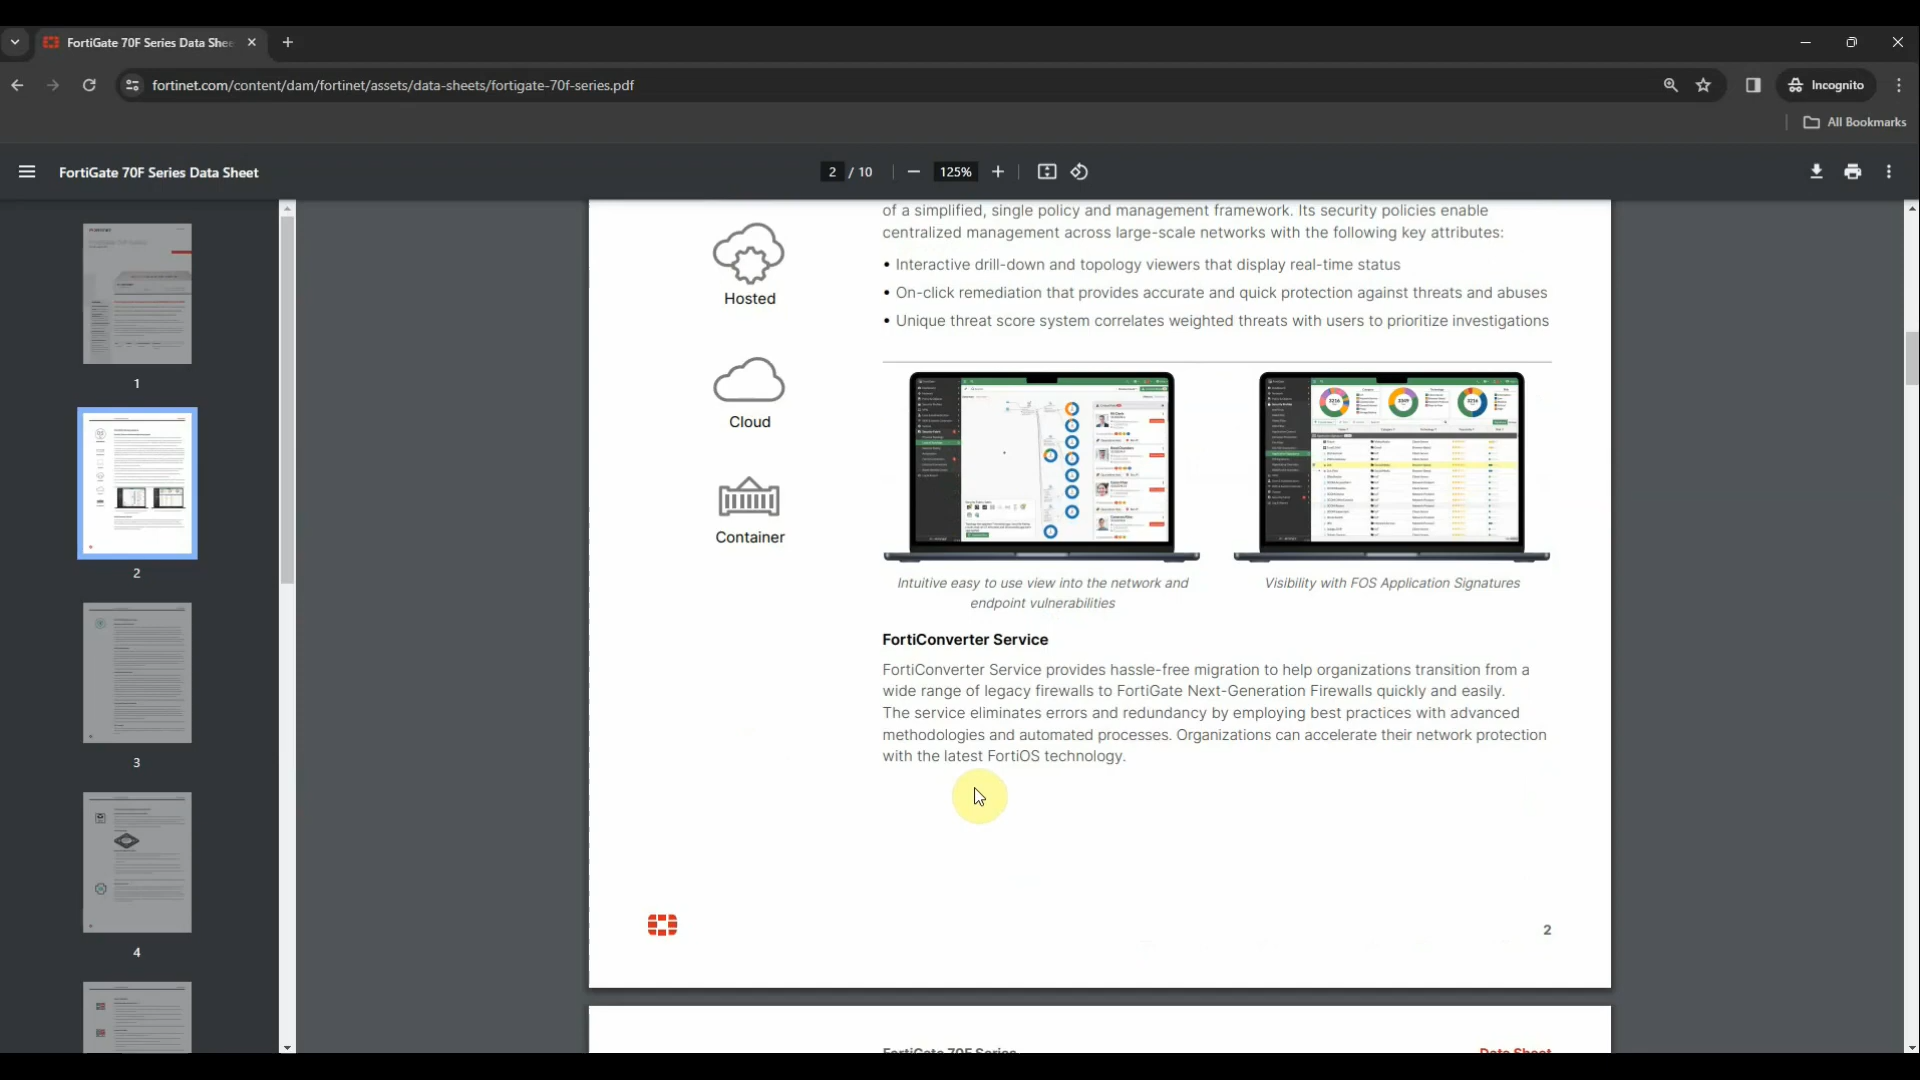 FortiGate 70F Series Data She
fortinet.com/content/dam/fortinet/assets/data-sheets/fortigate-70f-series.pdf
Incognito
All Bookmarks
FortiGate 70F Series Data Sheet
2 / 10
125%
1
2
3
4
Hosted
Cloud
Container
of a simplified, single policy and management framework. Its security policies enable
centralized management across large-scale networks with the following key attributes:
• Interactive drill-down and topology viewers that display real-time status
• On-click remediation that provides accurate and quick protection against threats and abuses
• Unique threat score system correlates weighted threats with users to prioritize investigations
Intuitive easy to use view into the network and
endpoint vulnerabilities
Visibility with FOS Application Signatures
FortiConverter Service
FortiConverter Service provides hassle-free migration to help organizations transition from a
wide range of legacy firewalls to FortiGate Next-Generation Firewalls quickly and easily.
The service eliminates errors and redundancy by employing best practices with advanced
methodologies and automated processes. Organizations can accelerate their network protection
with the latest FortiOS technology.
2
FortiGate 70F Series
Data Sheet